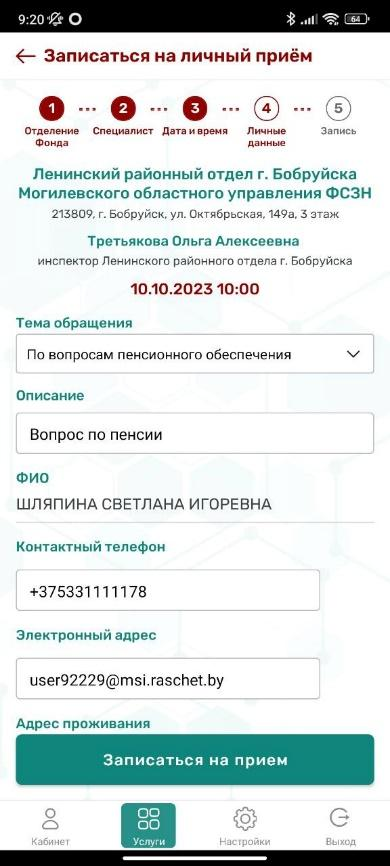 9:20
64
Записаться на личный приём
1
2
3
4
5
Отделение Фонда
Специалист
Дата и время
Личные данные
Запись
Ленинский районный отдел г. Бобруйска
Могилевского областного управления ФСЗН
213809, г. Бобруйск, ул. Октябрьская, 149а, 3 этаж
Третьякова Ольга Алексеевна
инспектор Ленинского районного отдела г. Бобруйска
10.10.2023 10:00
Тема обращения
По вопросам пенсионного обеспечения
Описание
Вопрос по пенсии
ФИО
ШЛЯПИНА СВЕТЛАНА ИГОРЕВНА
Контактный телефон
+375331111178
Электронный адрес
user92229@msi.raschet.by
Адрес проживания
Записаться на прием
Кабинет
Услуги
Настройки
Выход